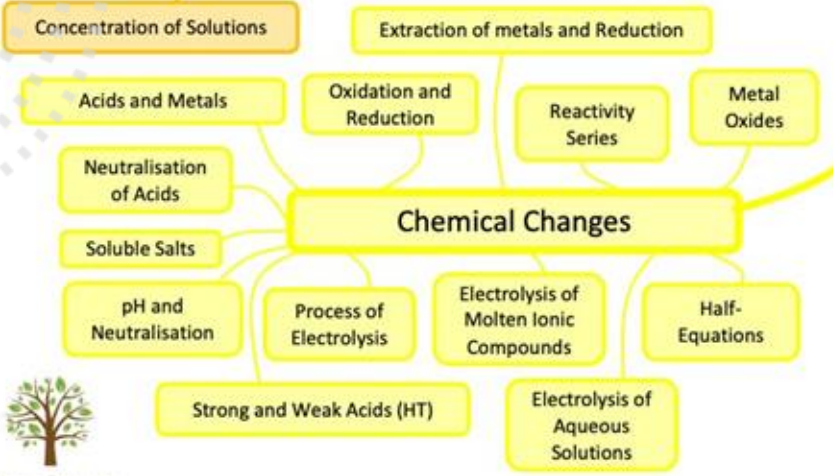 Concentration of Solutions
Extraction of metals and Reduction
Acids and Metals
Oxidation and
Reduction
Reactivity
Series
Metal
Oxides
Neutralisation
of Acids
Chemical Changes
Soluble Salts
pH and
Neutralisation
Process of
Electrolysis
Electrolysis of
Molten Ionic
Compounds
Half-
Equations
Strong and Weak Acids (HT)
Electrolysis of
Aqueous
Solutions